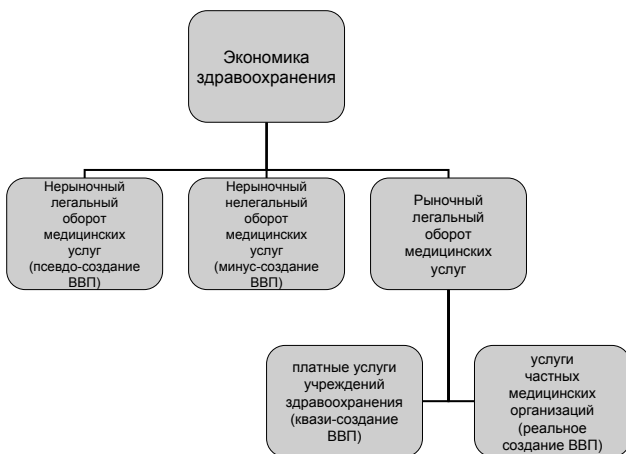 Экономика
здравоохранения
Нерыночный
легальный
оборот
медицинских
услуг
(псевдо-создание
ВВП)
Нерыночный
нелегальный
оборот
медицинских
услуг
(минус-создание
ВВП)
Рыночный
легальный
оборот
медицинских
услуг
платные услуги
учреждений
здравоохранения
(квази-создание
ВВП)
услуги
частных
медицинских
организаций
(реальное
создание ВВП)